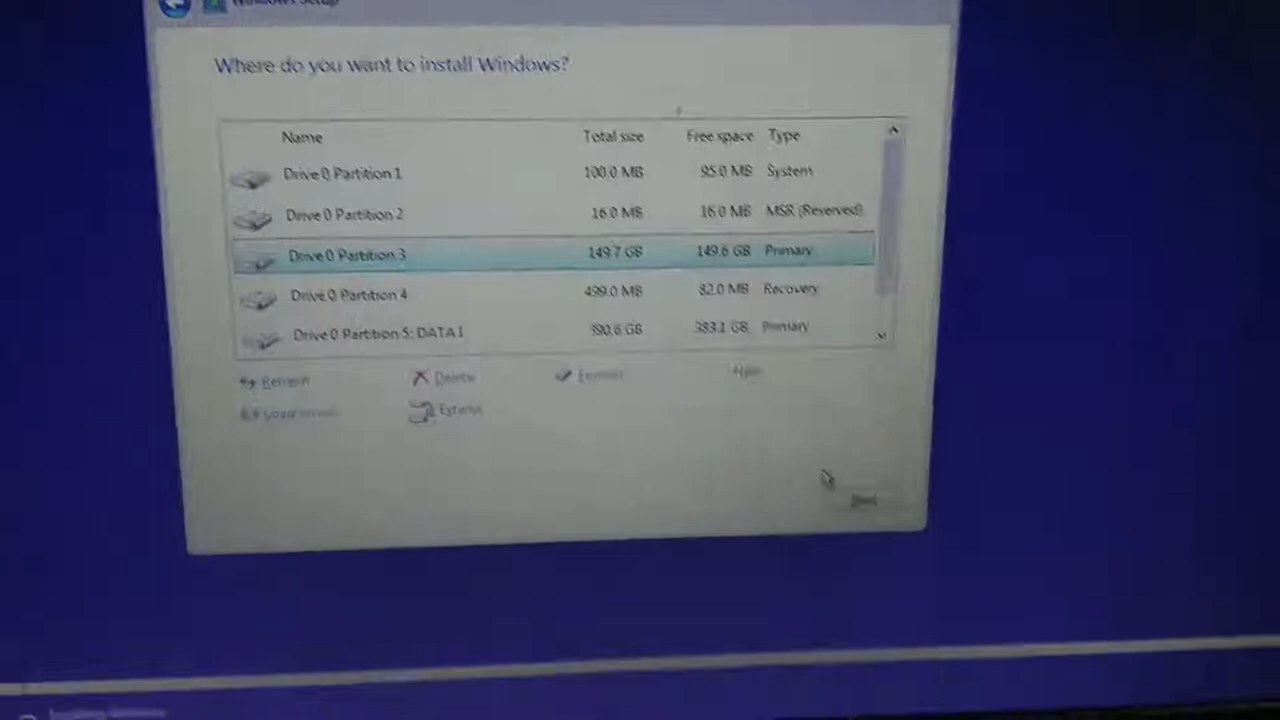 Windows Setup
Where do you want to install Windows?
Name Total size Free space Type
Drive 0 Partition 1 100.0 MB 95.0 MB System
Drive 0 Partition 2 16.0 MB 16.0 MB MSR (Reserved)
Drive 0 Partition 3 149.7 GB 149.6 GB Primary
Drive 0 Partition 4 499.0 MB 82.0 MB Recovery
Drive 0 Partition 5: DATA1 390.6 GB 383.1 GB Primary
Refresh Delete Format New
Load driver Extend
Next